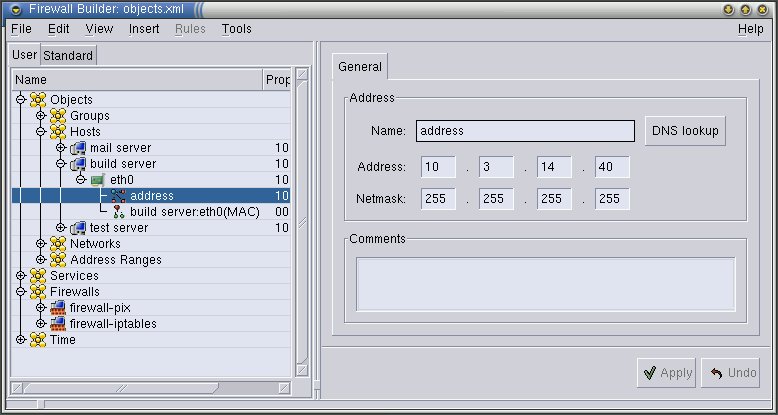 Firewall Builder: objects.xml
File Edit View Insert Rules Tools Help
User Standard
Name Prop
Objects
Groups
Hosts
mail server 10
build server 10
eth0 10
address 10
build server:eth0(MAC) 00
test server 10
Networks
Address Ranges
Services
Firewalls
firewall-pix
firewall-iptables
Time
General
Address
Name: address DNS lookup
Address: 10 . 3 . 14 . 40
Netmask: 255 . 255 . 255 . 255
Comments
Apply Undo